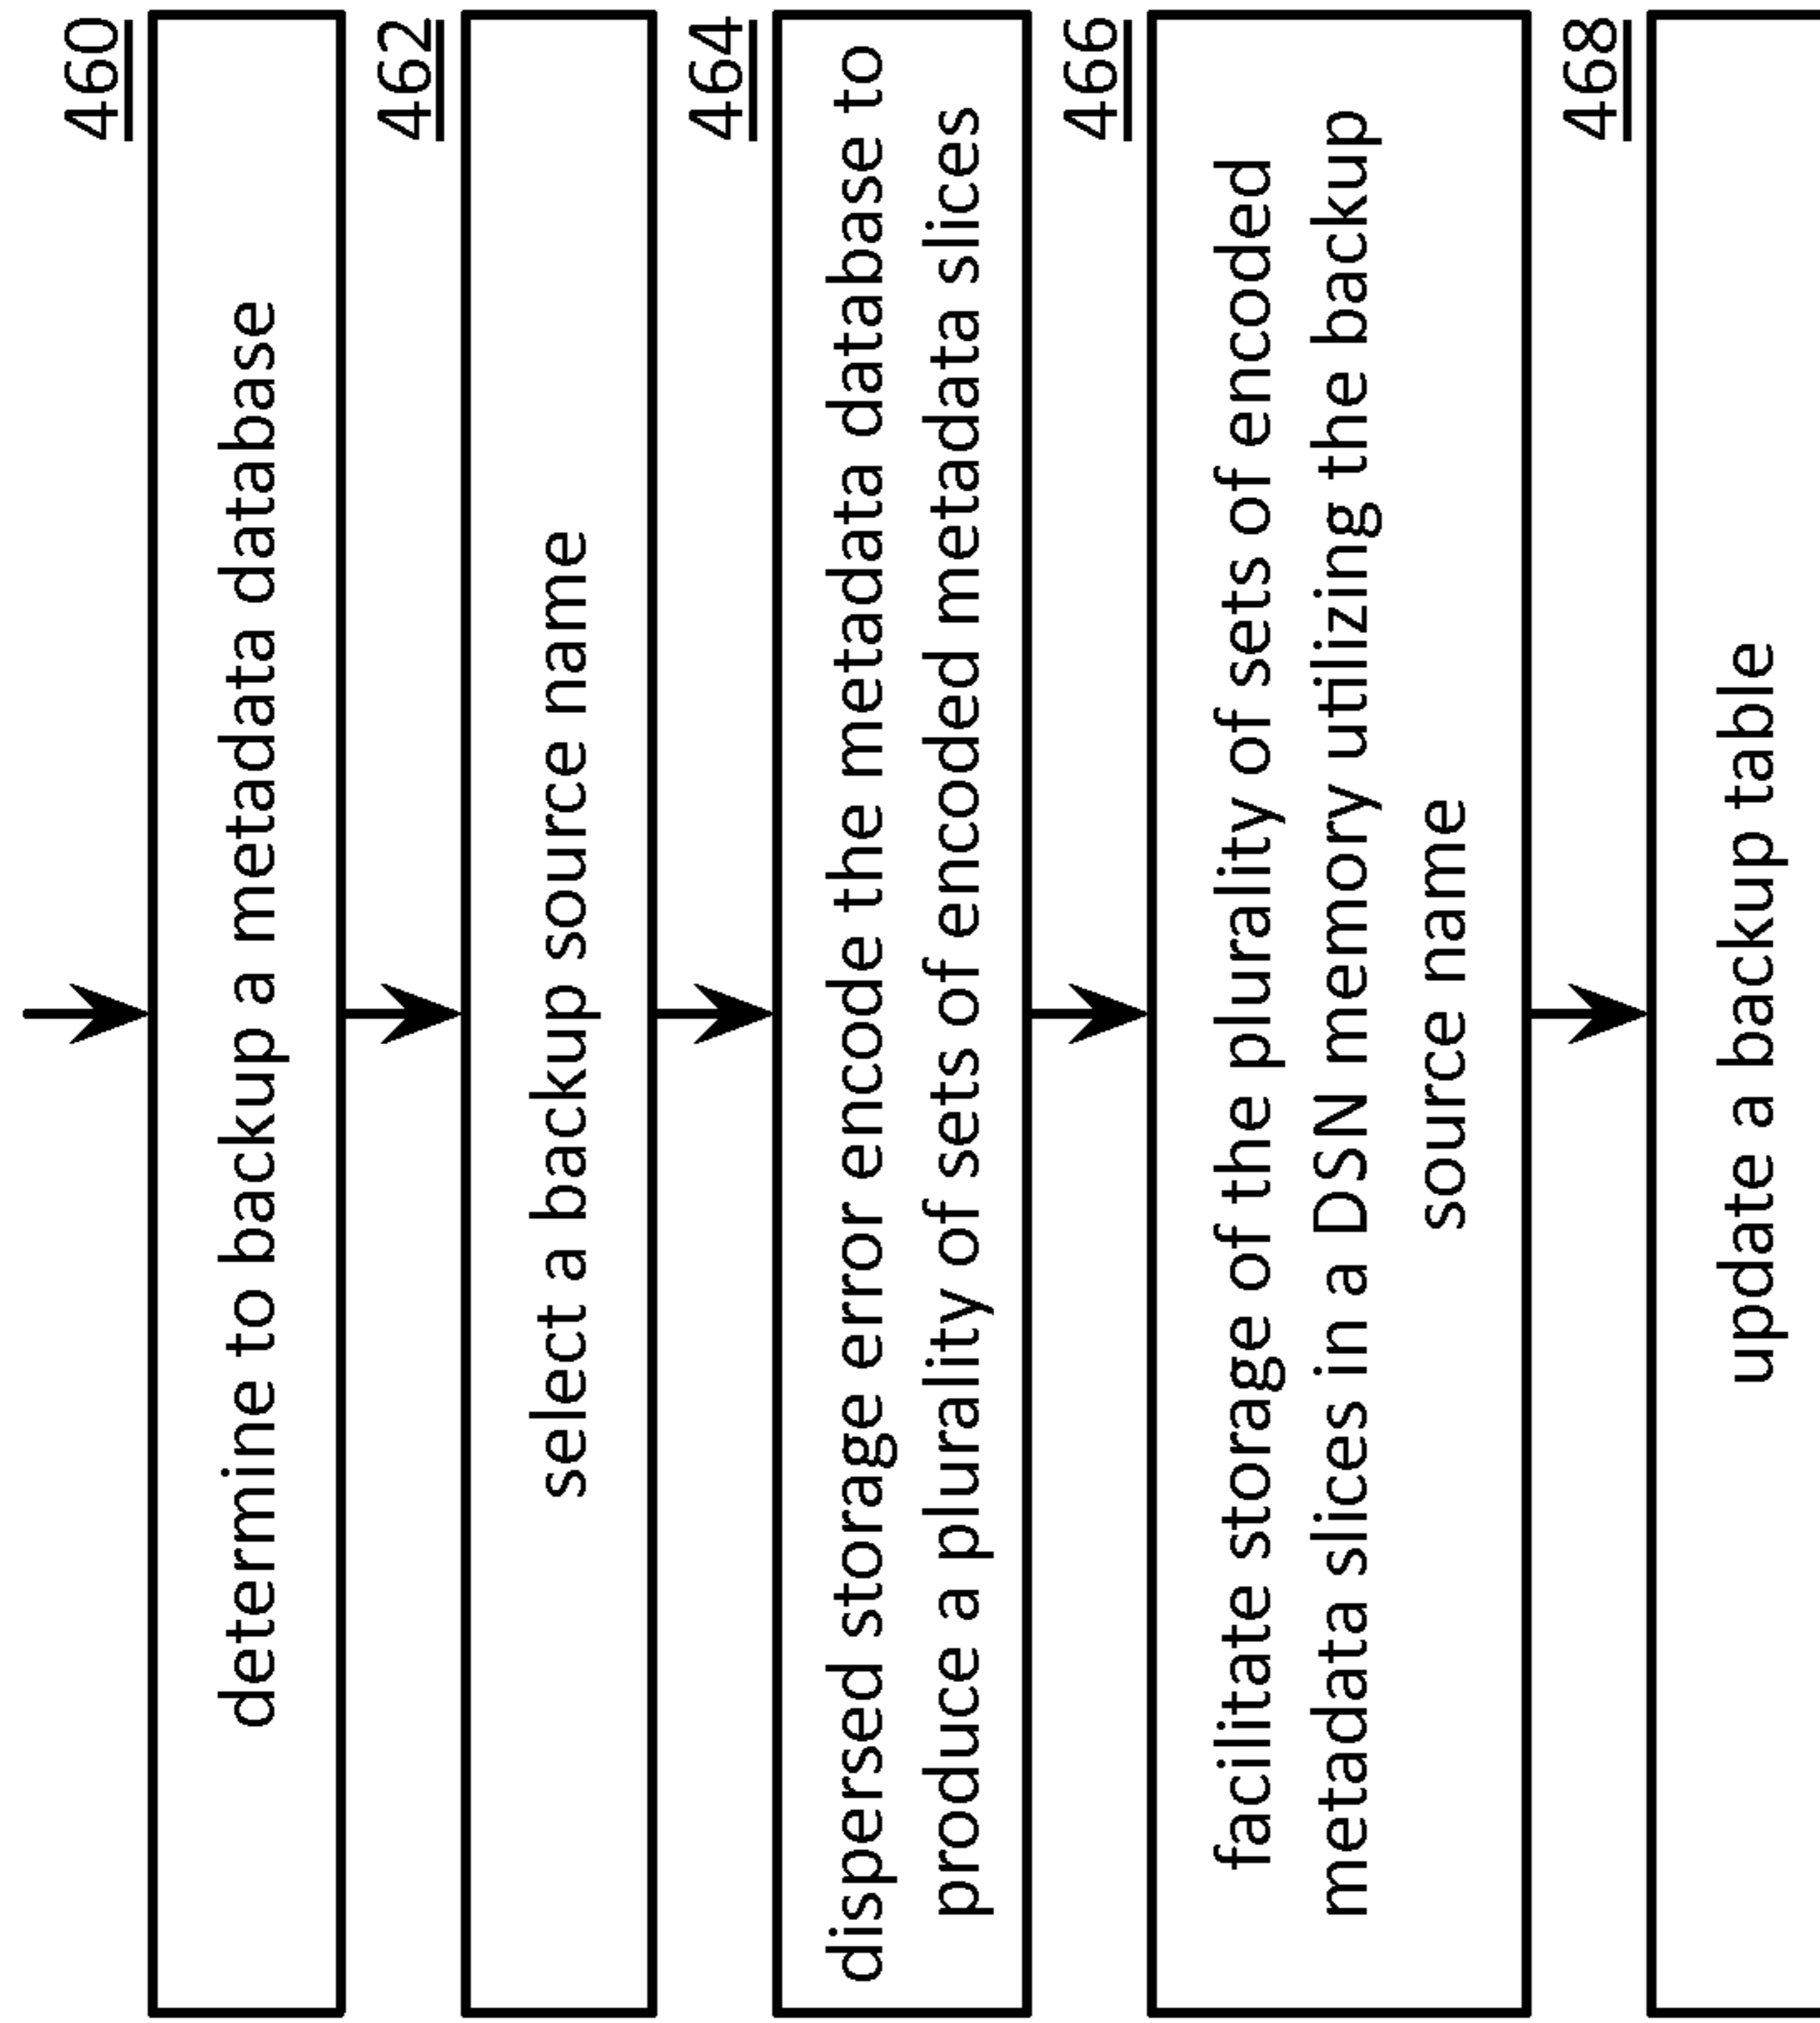 460
determine to backup a metadata database
462
select a backup source name
464
dispersed storage error encode the metadata database to
produce a plurality of sets of encoded metadata slices
466
facilitate storage of the plurality of sets of encoded
metadata slices in a DSN memory utilizing the backup
source name
468
update a backup table